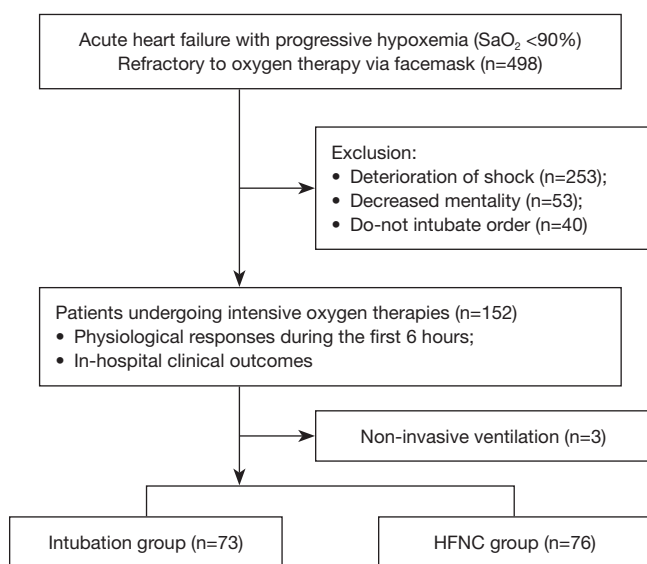 Acute heart failure with progressive hypoxemia (SaO₂ <90%)
Refractory to oxygen therapy via facemask (n=498)
Exclusion:
• Deterioration of shock (n=253);
• Decreased mentality (n=53);
• Do-not intubate order (n=40)
Patients undergoing intensive oxygen therapies (n=152)
• Physiological responses during the first 6 hours;
• In-hospital clinical outcomes
Non-invasive ventilation (n=3)
Intubation group (n=73)
HFNC group (n=76)